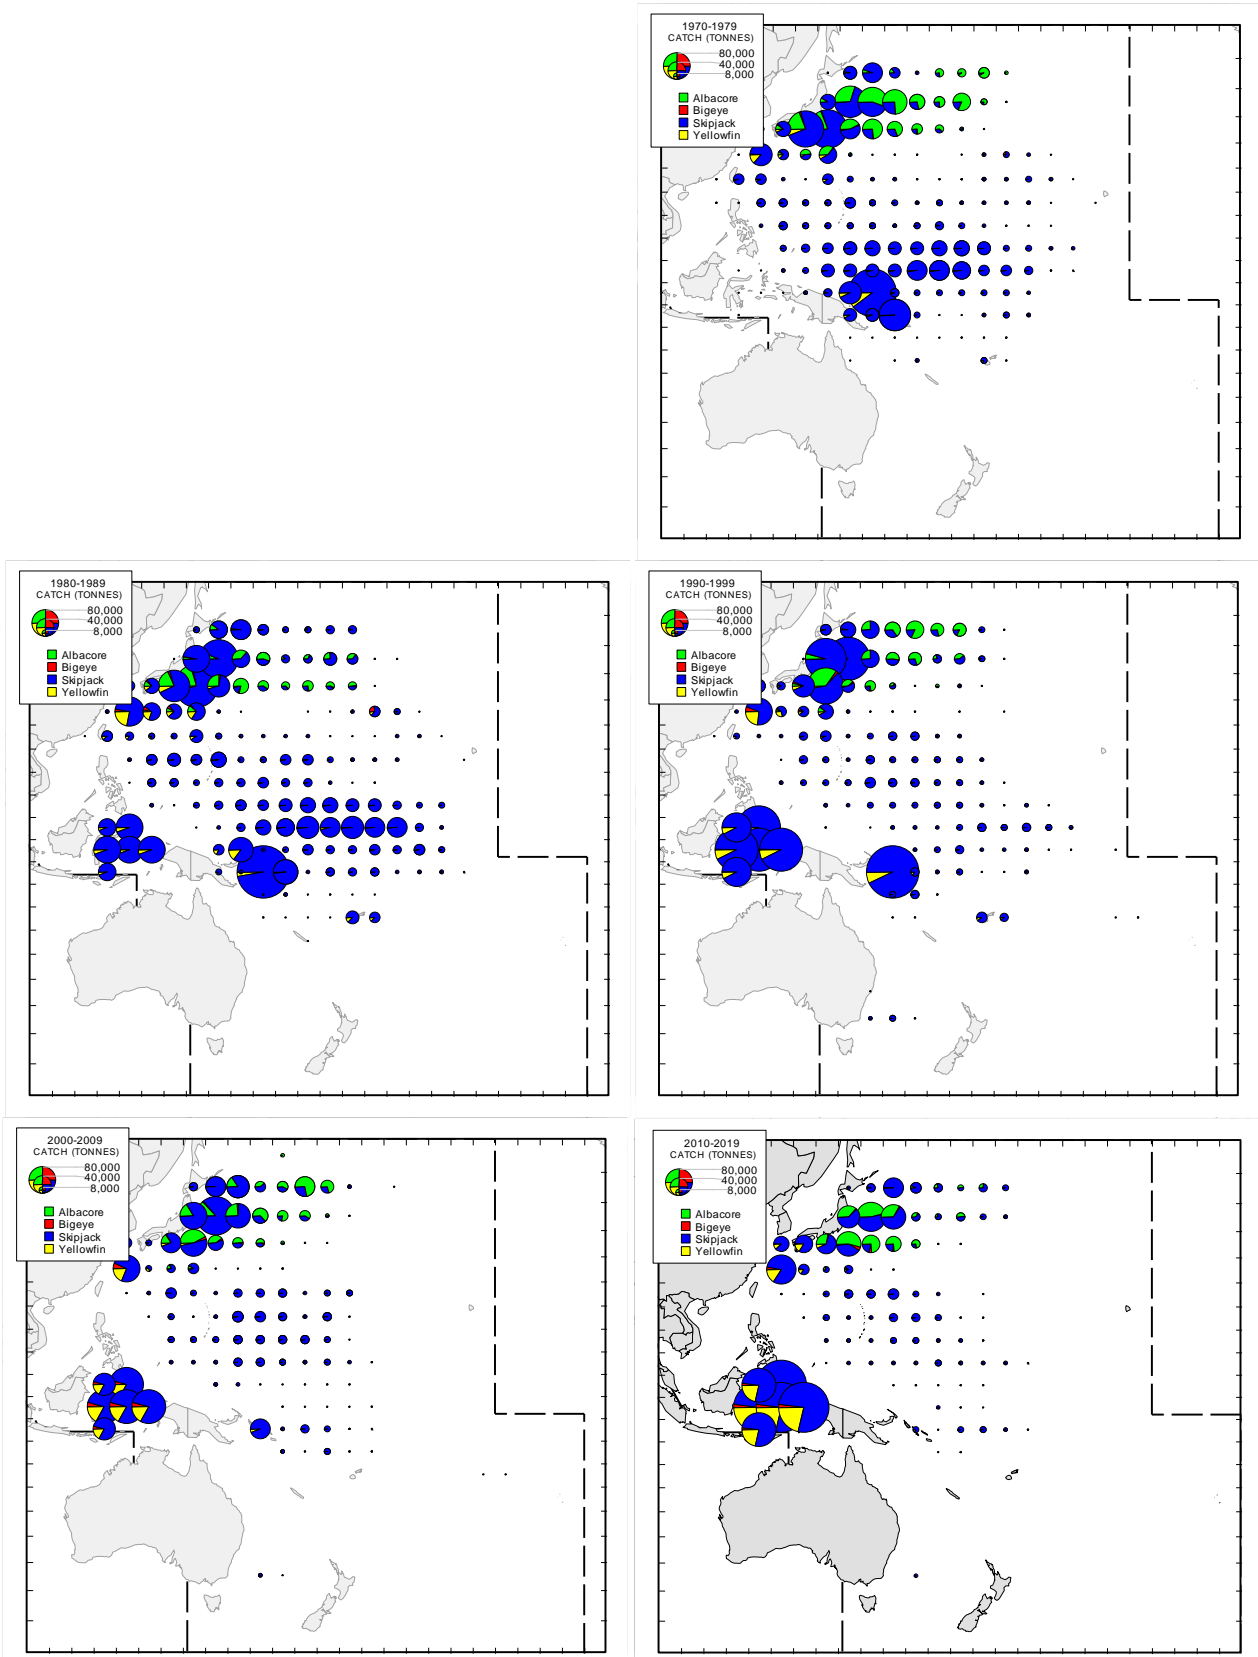 1970-1979
CATCH (TONNES)
80,000
40,000
8,000
Albacore
Bigeye
Skipjack
Yellowfin
1980-1989
CATCH (TONNES)
80,000
40,000
8,000
Albacore
Bigeye
Skipjack
Yellowfin
1990-1999
CATCH (TONNES)
80,000
40,000
8,000
Albacore
Bigeye
Skipjack
Yellowfin
2000-2009
CATCH (TONNES)
80,000
40,000
8,000
Albacore
Bigeye
Skipjack
Yellowfin
2010-2019
CATCH (TONNES)
80,000
40,000
8,000
Albacore
Bigeye
Skipjack
Yellowfin